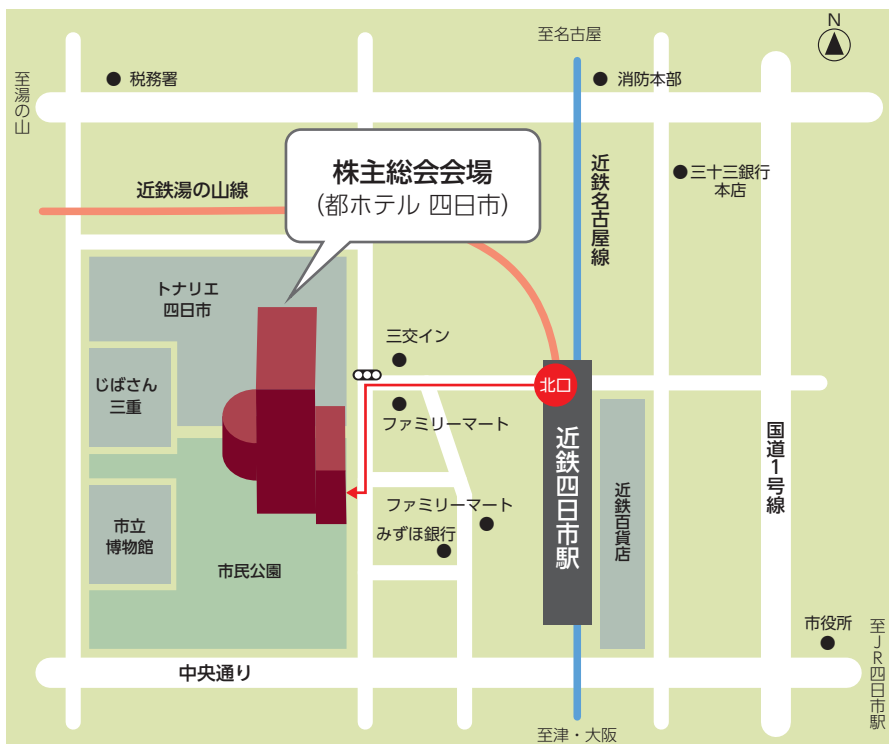 至名古屋
N
至湯の山
税務署
消防本部
株主総会会場
(都ホテル 四日市)
近鉄湯の山線
近鉄名古屋線
三十三銀行
本店
トナリエ
四日市
三交イン
じばさん
三重
北口
ファミリーマート
近鉄四日市駅
国道1号線
近鉄百貨店
ファミリーマート
みずほ銀行
市立
博物館
市民公園
市役所
至JR四日市駅
中央通り
至津・大阪